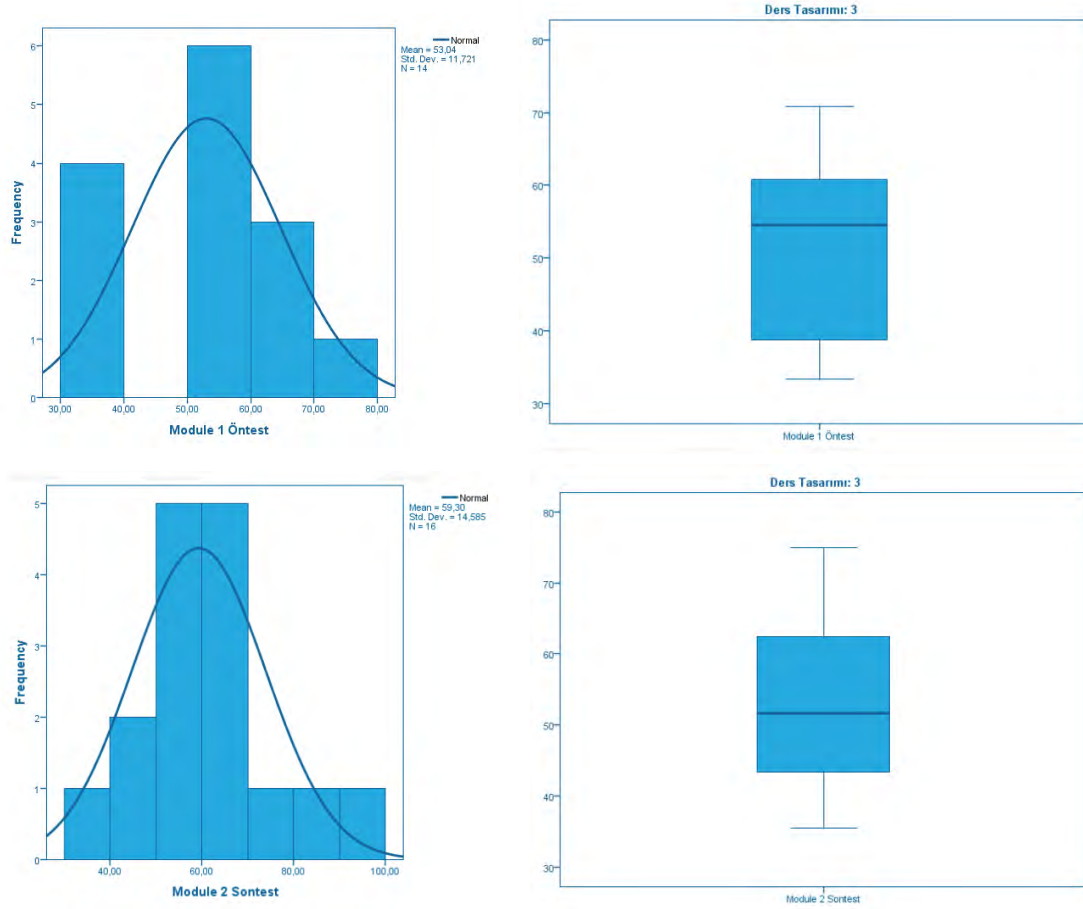 Normal
Mean = 53,04
Std. Dev. = 11,721
N = 14
Frequency
6
5
4
3
2
1
0
30,00 40,00 50,00 60,00 70,00 80,00
Module 1 Öntest
Ders Tasarımı: 3
80
70
60
50
40
30
Module 1 Öntest
Normal
Mean = 59,30
Std. Dev. = 14,585
N = 16
Frequency
5
4
3
2
1
0
40,00 60,00 80,00 100,00
Module 2 Sontest
Ders Tasarımı: 3
80
70
60
50
40
30
Module 2 Sontest